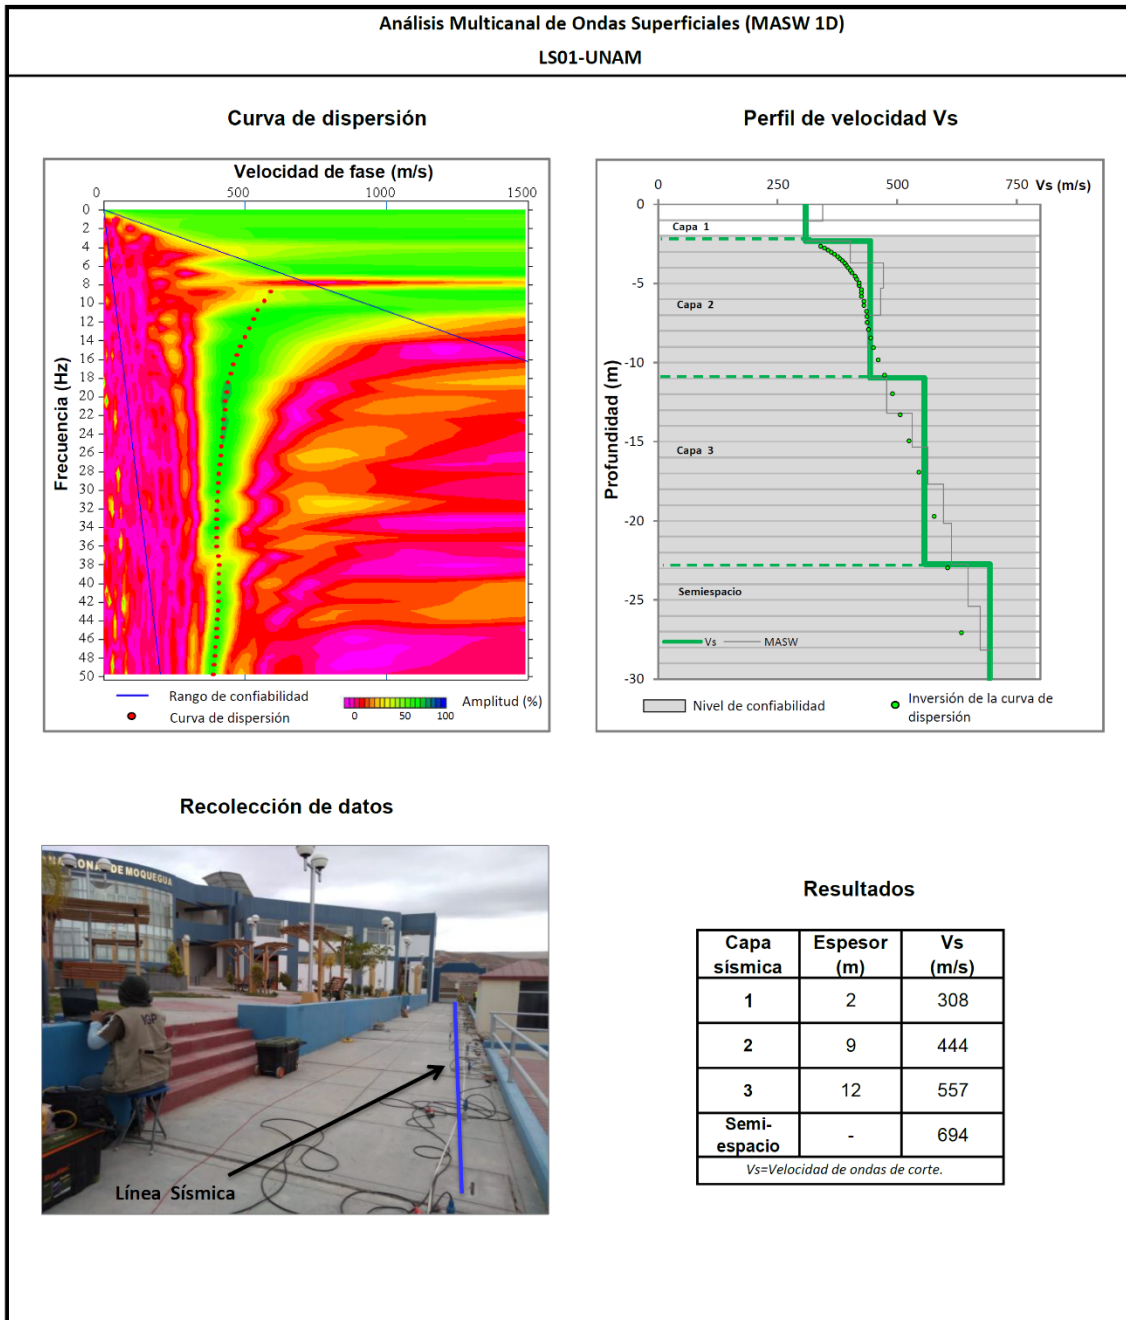 Análisis Multicanal de Ondas Superficiales (MASW 1D)
LS01-UNAM
Curva de dispersión
Velocidad de fase (m/s)
0 500 1000 1500
Frecuencia (Hz)
0
2
4
6
8
10
12
14
16
18
20
22
24
26
28
30
32
34
36
38
40
42
44
46
48
50
Rango de confiabilidad
Curva de dispersión
0 50 100
Amplitud (%)
Perfil de velocidad Vs
0 250 500 750 Vs (m/s)
Profundidad (m)
0
-5
-10
-15
-20
-25
-30
Capa 1
Capa 2
Capa 3
Semiespacio
Vs MASW
Nivel de confiabilidad
Inversión de la curva de
dispersión
Recolección de datos
NACIONAL DE MOQUEGUA
IGP
Línea Sísmica
Resultados
Capa sísmica Espesor (m) Vs (m/s)
1 2 308
2 9 444
3 12 557
Semi-espacio - 694
Vs=Velocidad de ondas de corte.